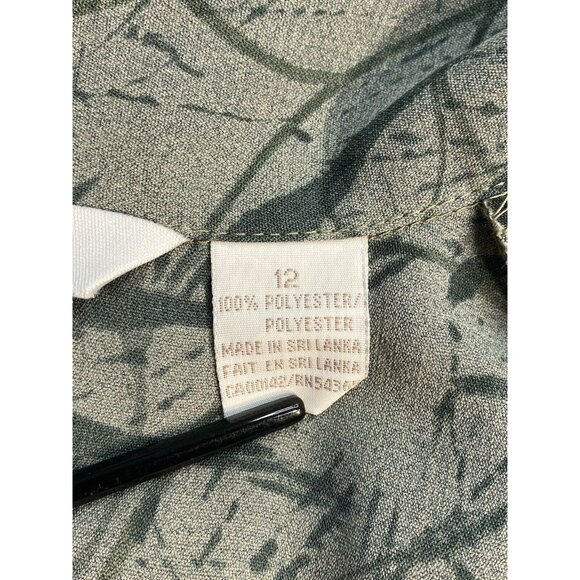 12
100% POLYESTER/
POLYESTER
MADE IN SRI LANKA
FAIT EN SRI LANKA